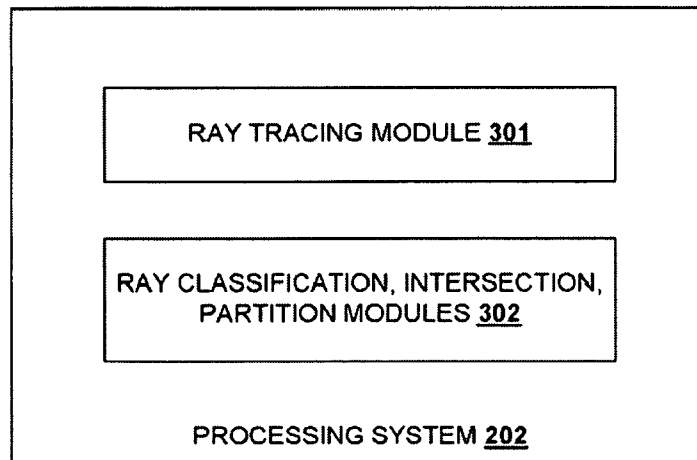 RAY TRACING MODULE 301
RAY CLASSIFICATION, INTERSECTION,
PARTITION MODULES 302
PROCESSING SYSTEM 202